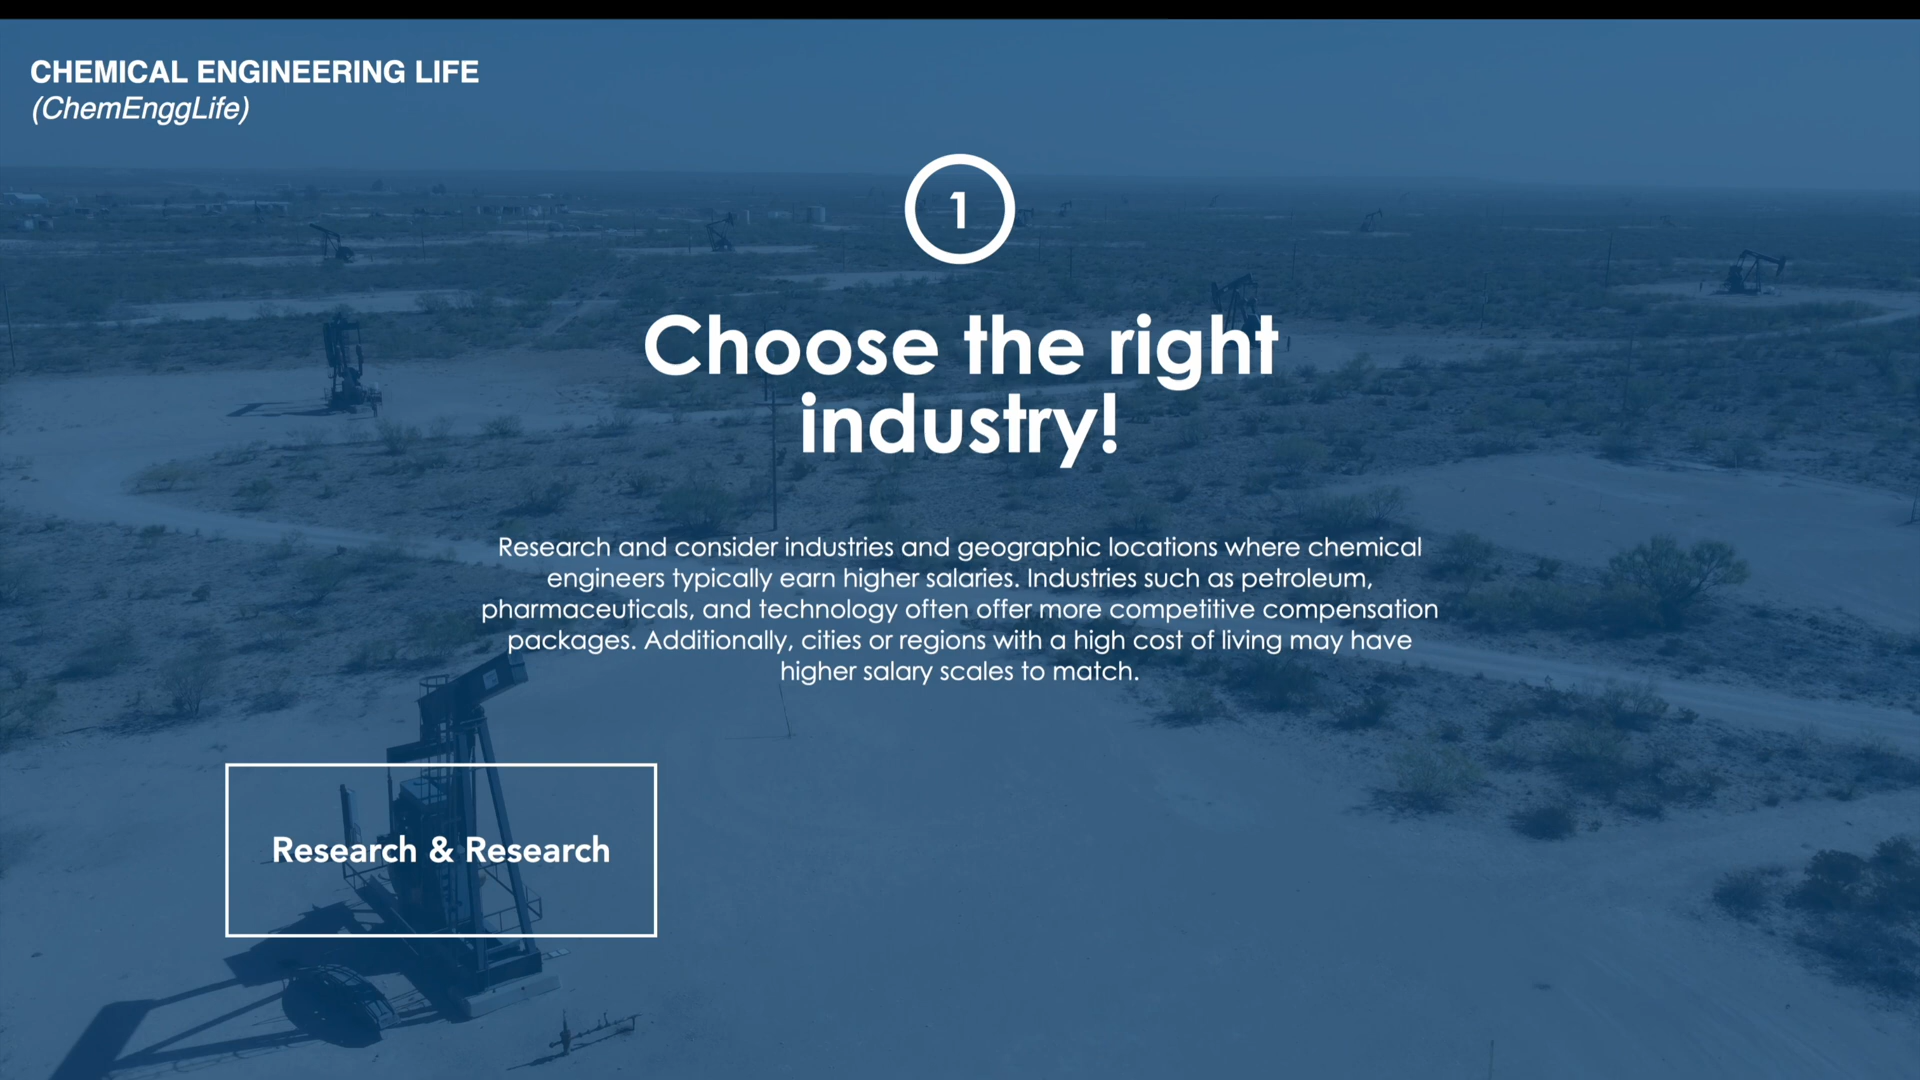 CHEMICAL ENGINEERING LIFE
(ChemEnggLife)
1
Choose the right
industry!
Research and consider industries and geographic locations where chemical
engineers typically earn higher salaries. Industries such as petroleum,
pharmaceuticals, and technology often offer more competitive compensation
packages. Additionally, cities or regions with a high cost of living may have
higher salary scales to match.
Research & Research